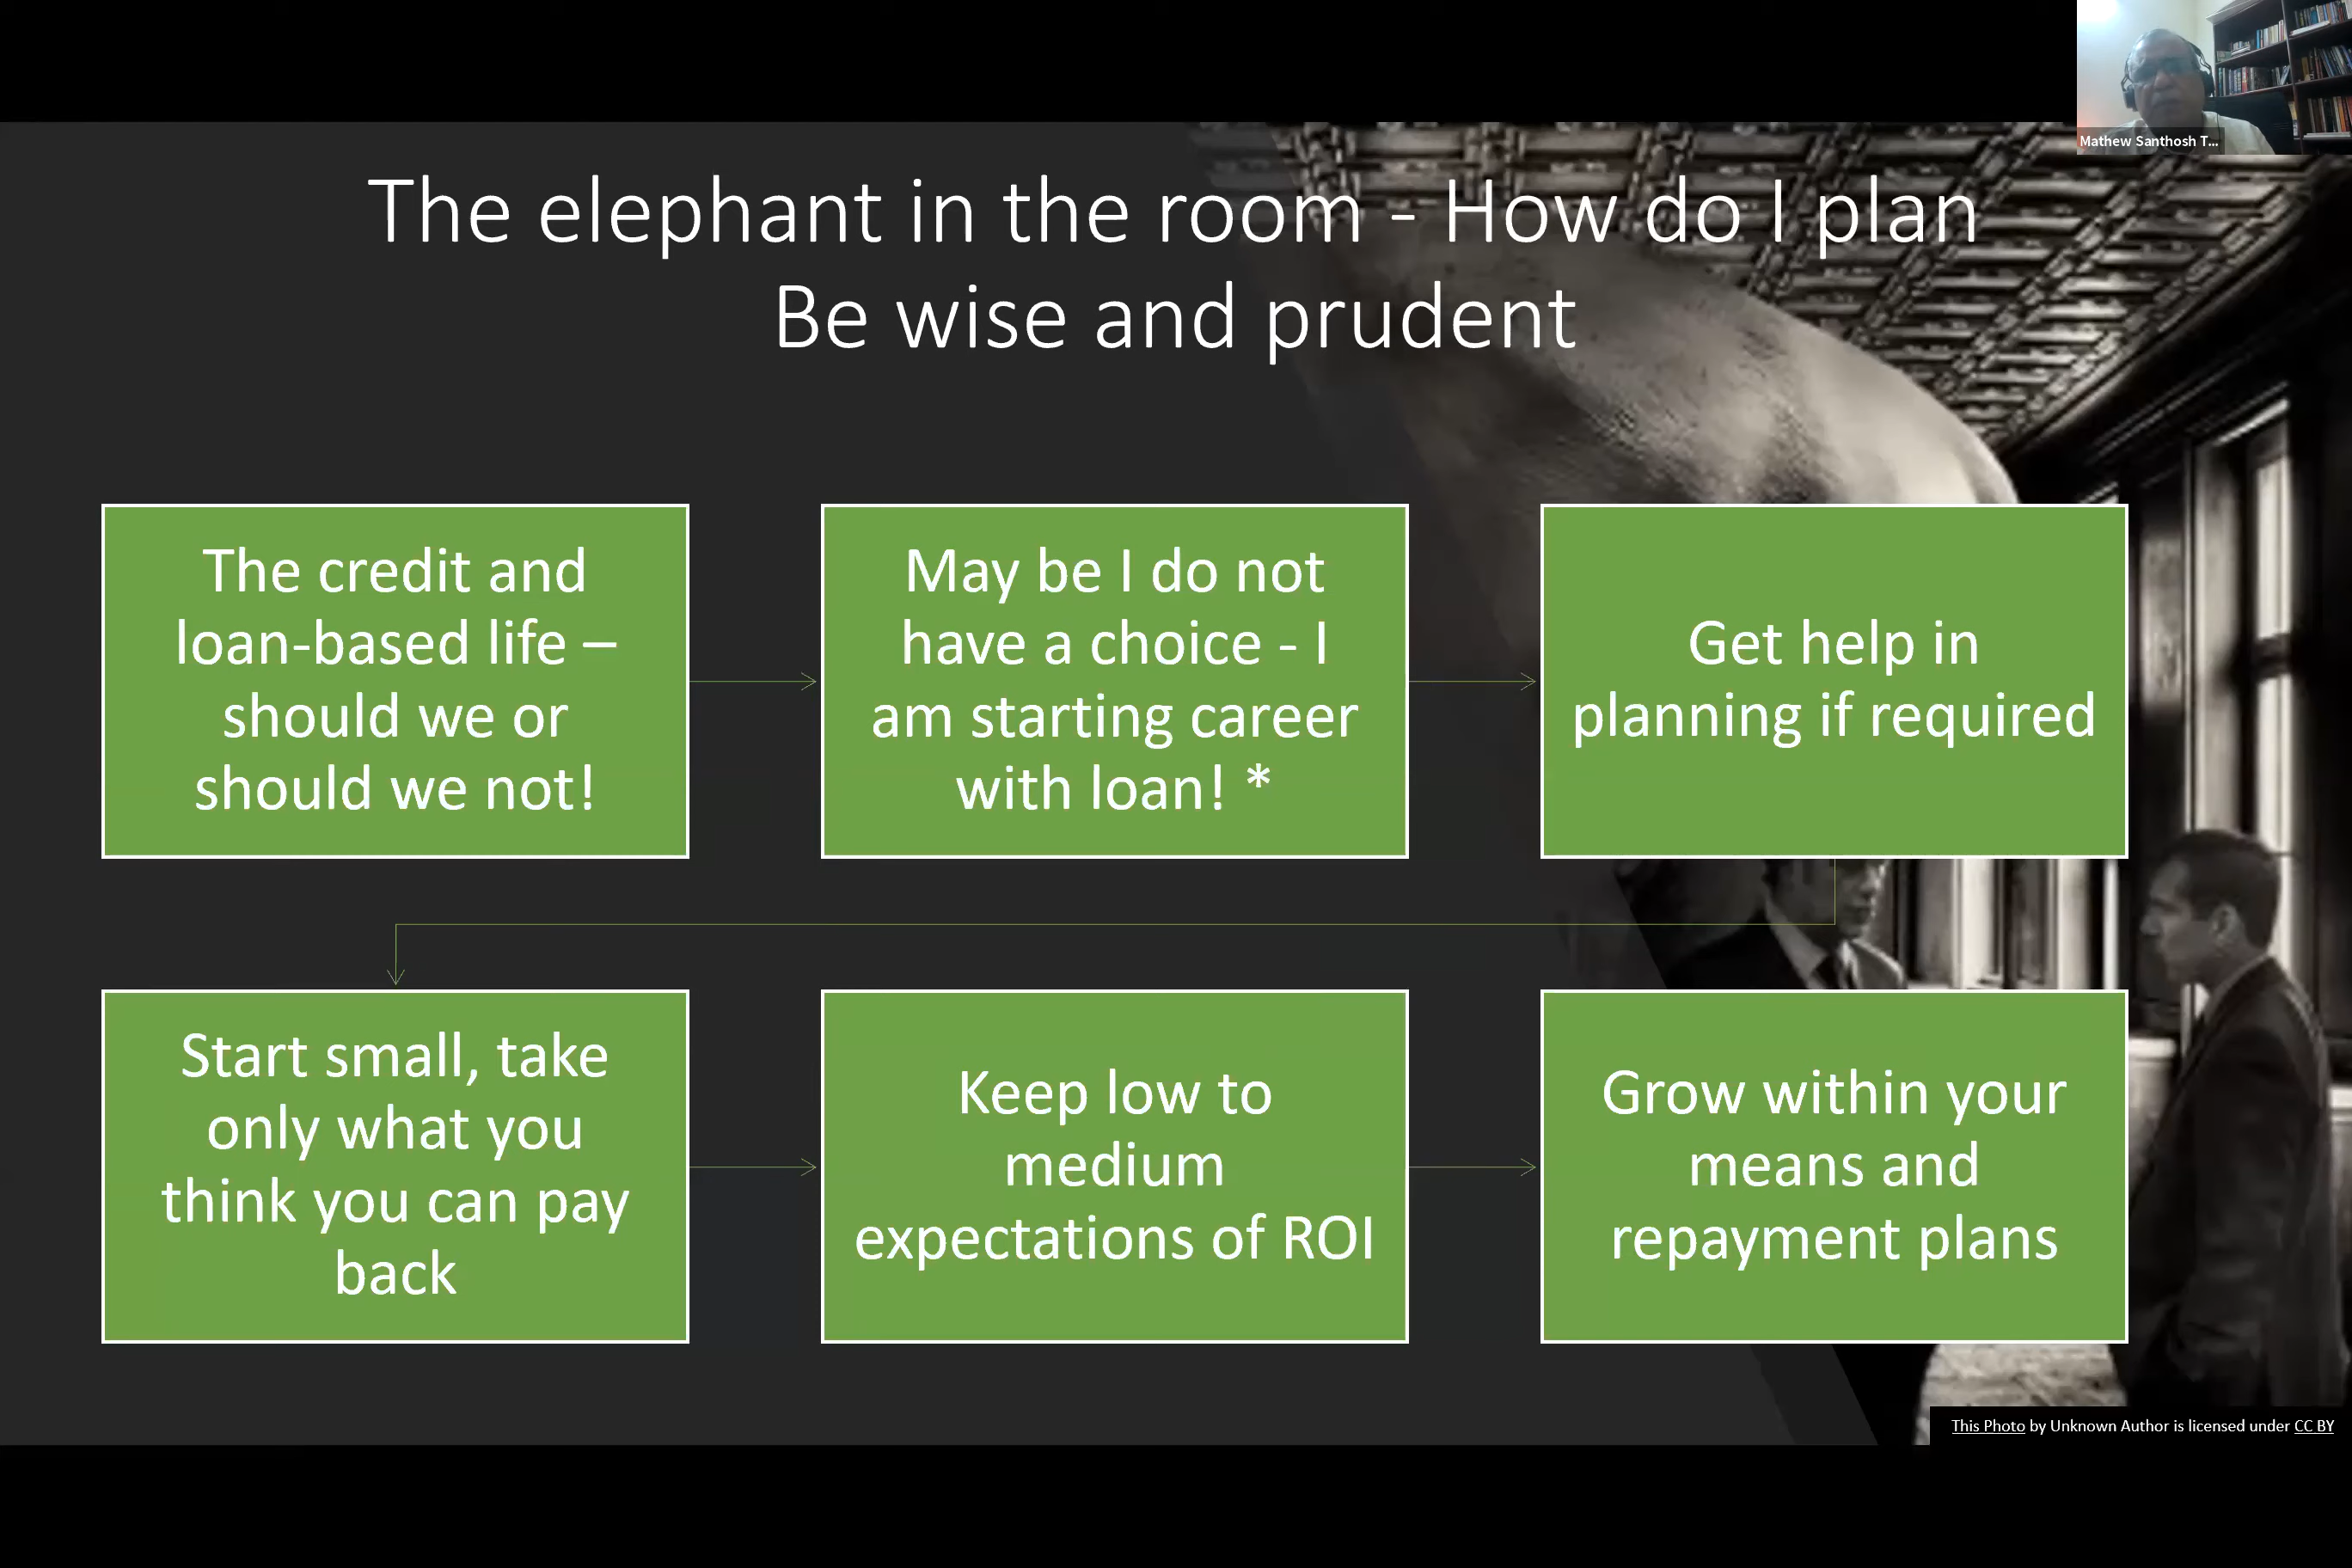 Mathew Santhosh T...
The elephant in the room - How do I plan
Be wise and prudent
The credit and
loan-based life –
should we or
should we not!
May be I do not
have a choice - I
am starting career
with loan! *
Get help in
planning if required
Start small, take
only what you
think you can pay
back
Keep low to
medium
expectations of ROI
Grow within your
means and
repayment plans
This Photo by Unknown Author is licensed under CC BY